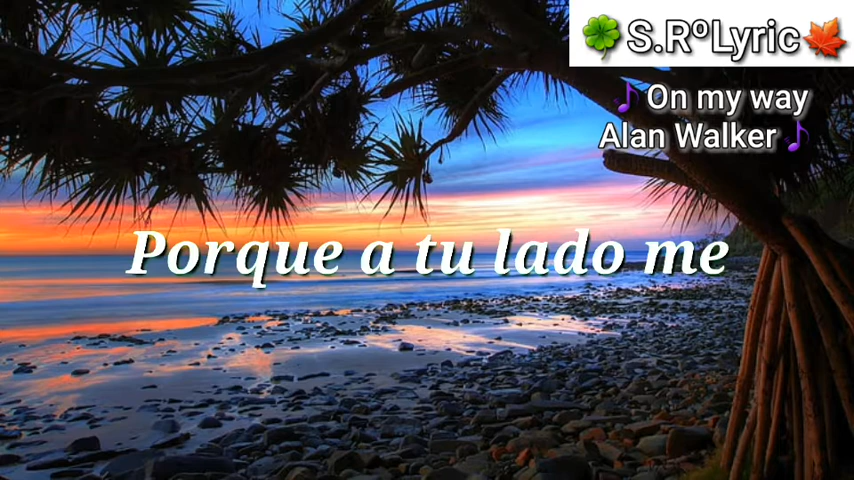 🍀S.RºLyric🍁
🎵On my way
Alan Walker🎵
Porque a tu lado me